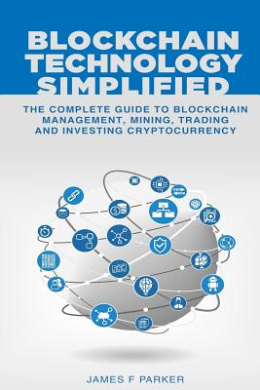 BLOCKCHAIN
TECHNOLOGY
SIMPLIFIED
THE COMPLETE GUIDE TO BLOCKCHAIN
MANAGEMENT, MINING, TRADING
AND INVESTING CRYPTOCURRENCY
JAMES F PARKER